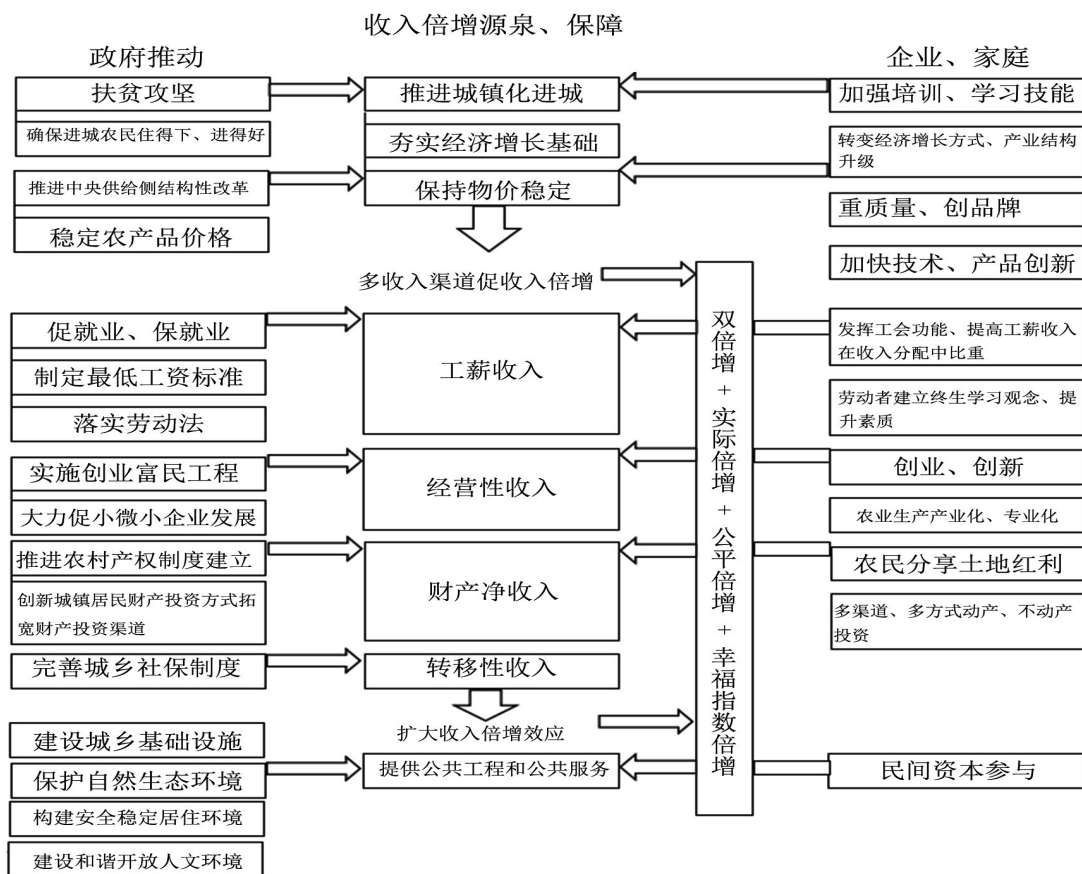 收入倍增源泉、保障
政府推动
企业、家庭
扶贫攻坚
推进城镇化进城
加强培训、学习技能
确保进城农民住得下、进得好
夯实经济增长基础
转变经济增长方式、产业结构
升级
推进中央供给侧结构性改革
保持物价稳定
重质量、创品牌
稳定农产品价格
加快技术、产品创新
多收入渠道促收入倍增
双倍增+实际倍增+公平倍增+幸福指数倍增
促就业、保就业
工薪收入
发挥工会功能、提高工薪收入
在收入分配中比重
制定最低工资标准
劳动者建立终生学习观念、提
升素质
落实劳动法
实施创业富民工程
经营性收入
创业、创新
大力促小微小企业发展
农业生产产业化、专业化
推进农村产权制度建立
财产净收入
农民分享土地红利
创新城镇居民财产投资方式拓
宽财产投资渠道
多渠道、多方式动产、不动产
投资
完善城乡社保制度
转移性收入
扩大收入倍增效应
建设城乡基础设施
提供公共工程和公共服务
民间资本参与
保护自然生态环境
构建安全稳定居住环境
建设和谐开放人文环境